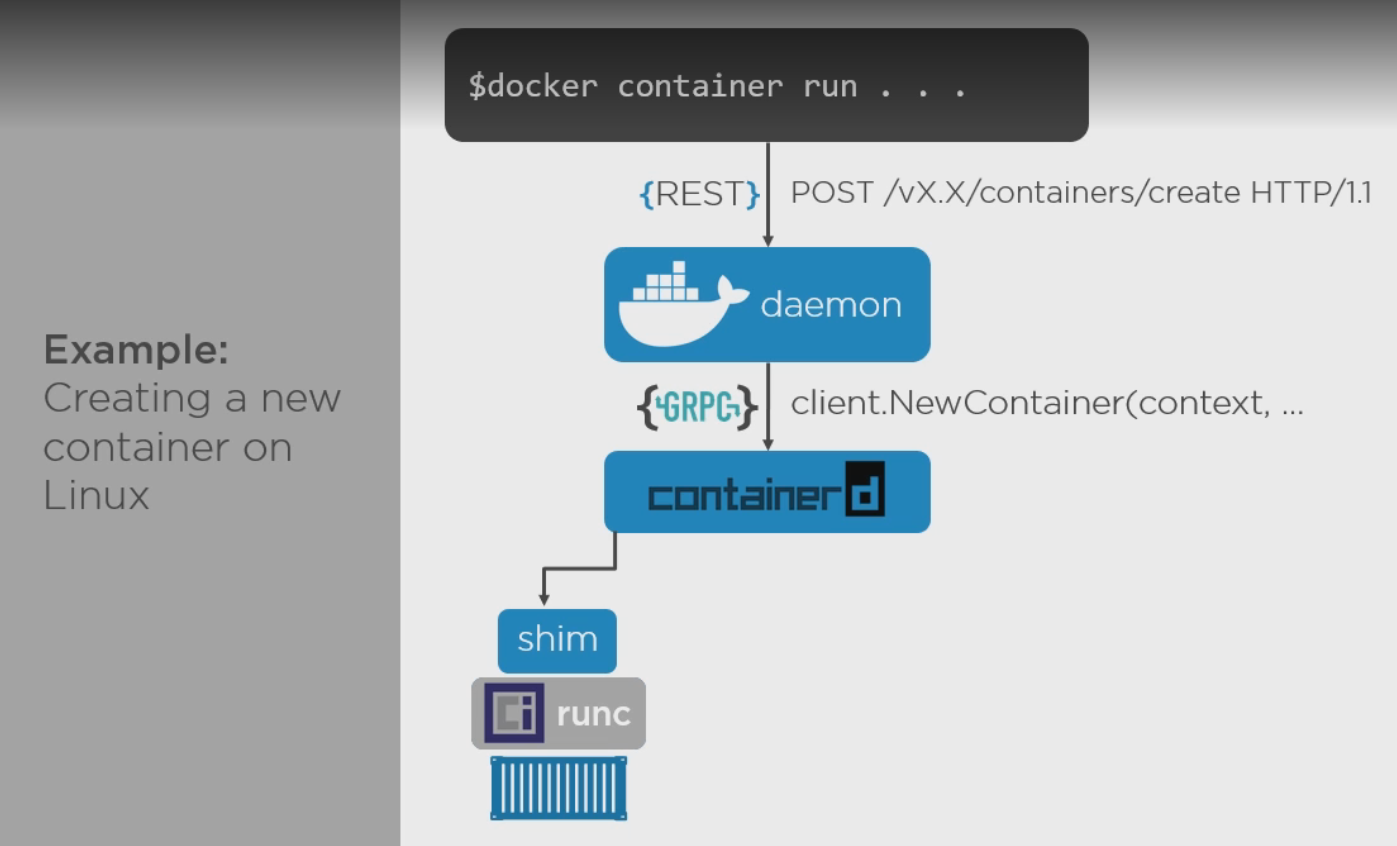 $docker container run . . .
{REST} POST /vX.X/containers/create HTTP/1.1
daemon
{GRPC} client.NewContainer(context, ...
containerd
Example:
Creating a new
container on
Linux
shim
runc